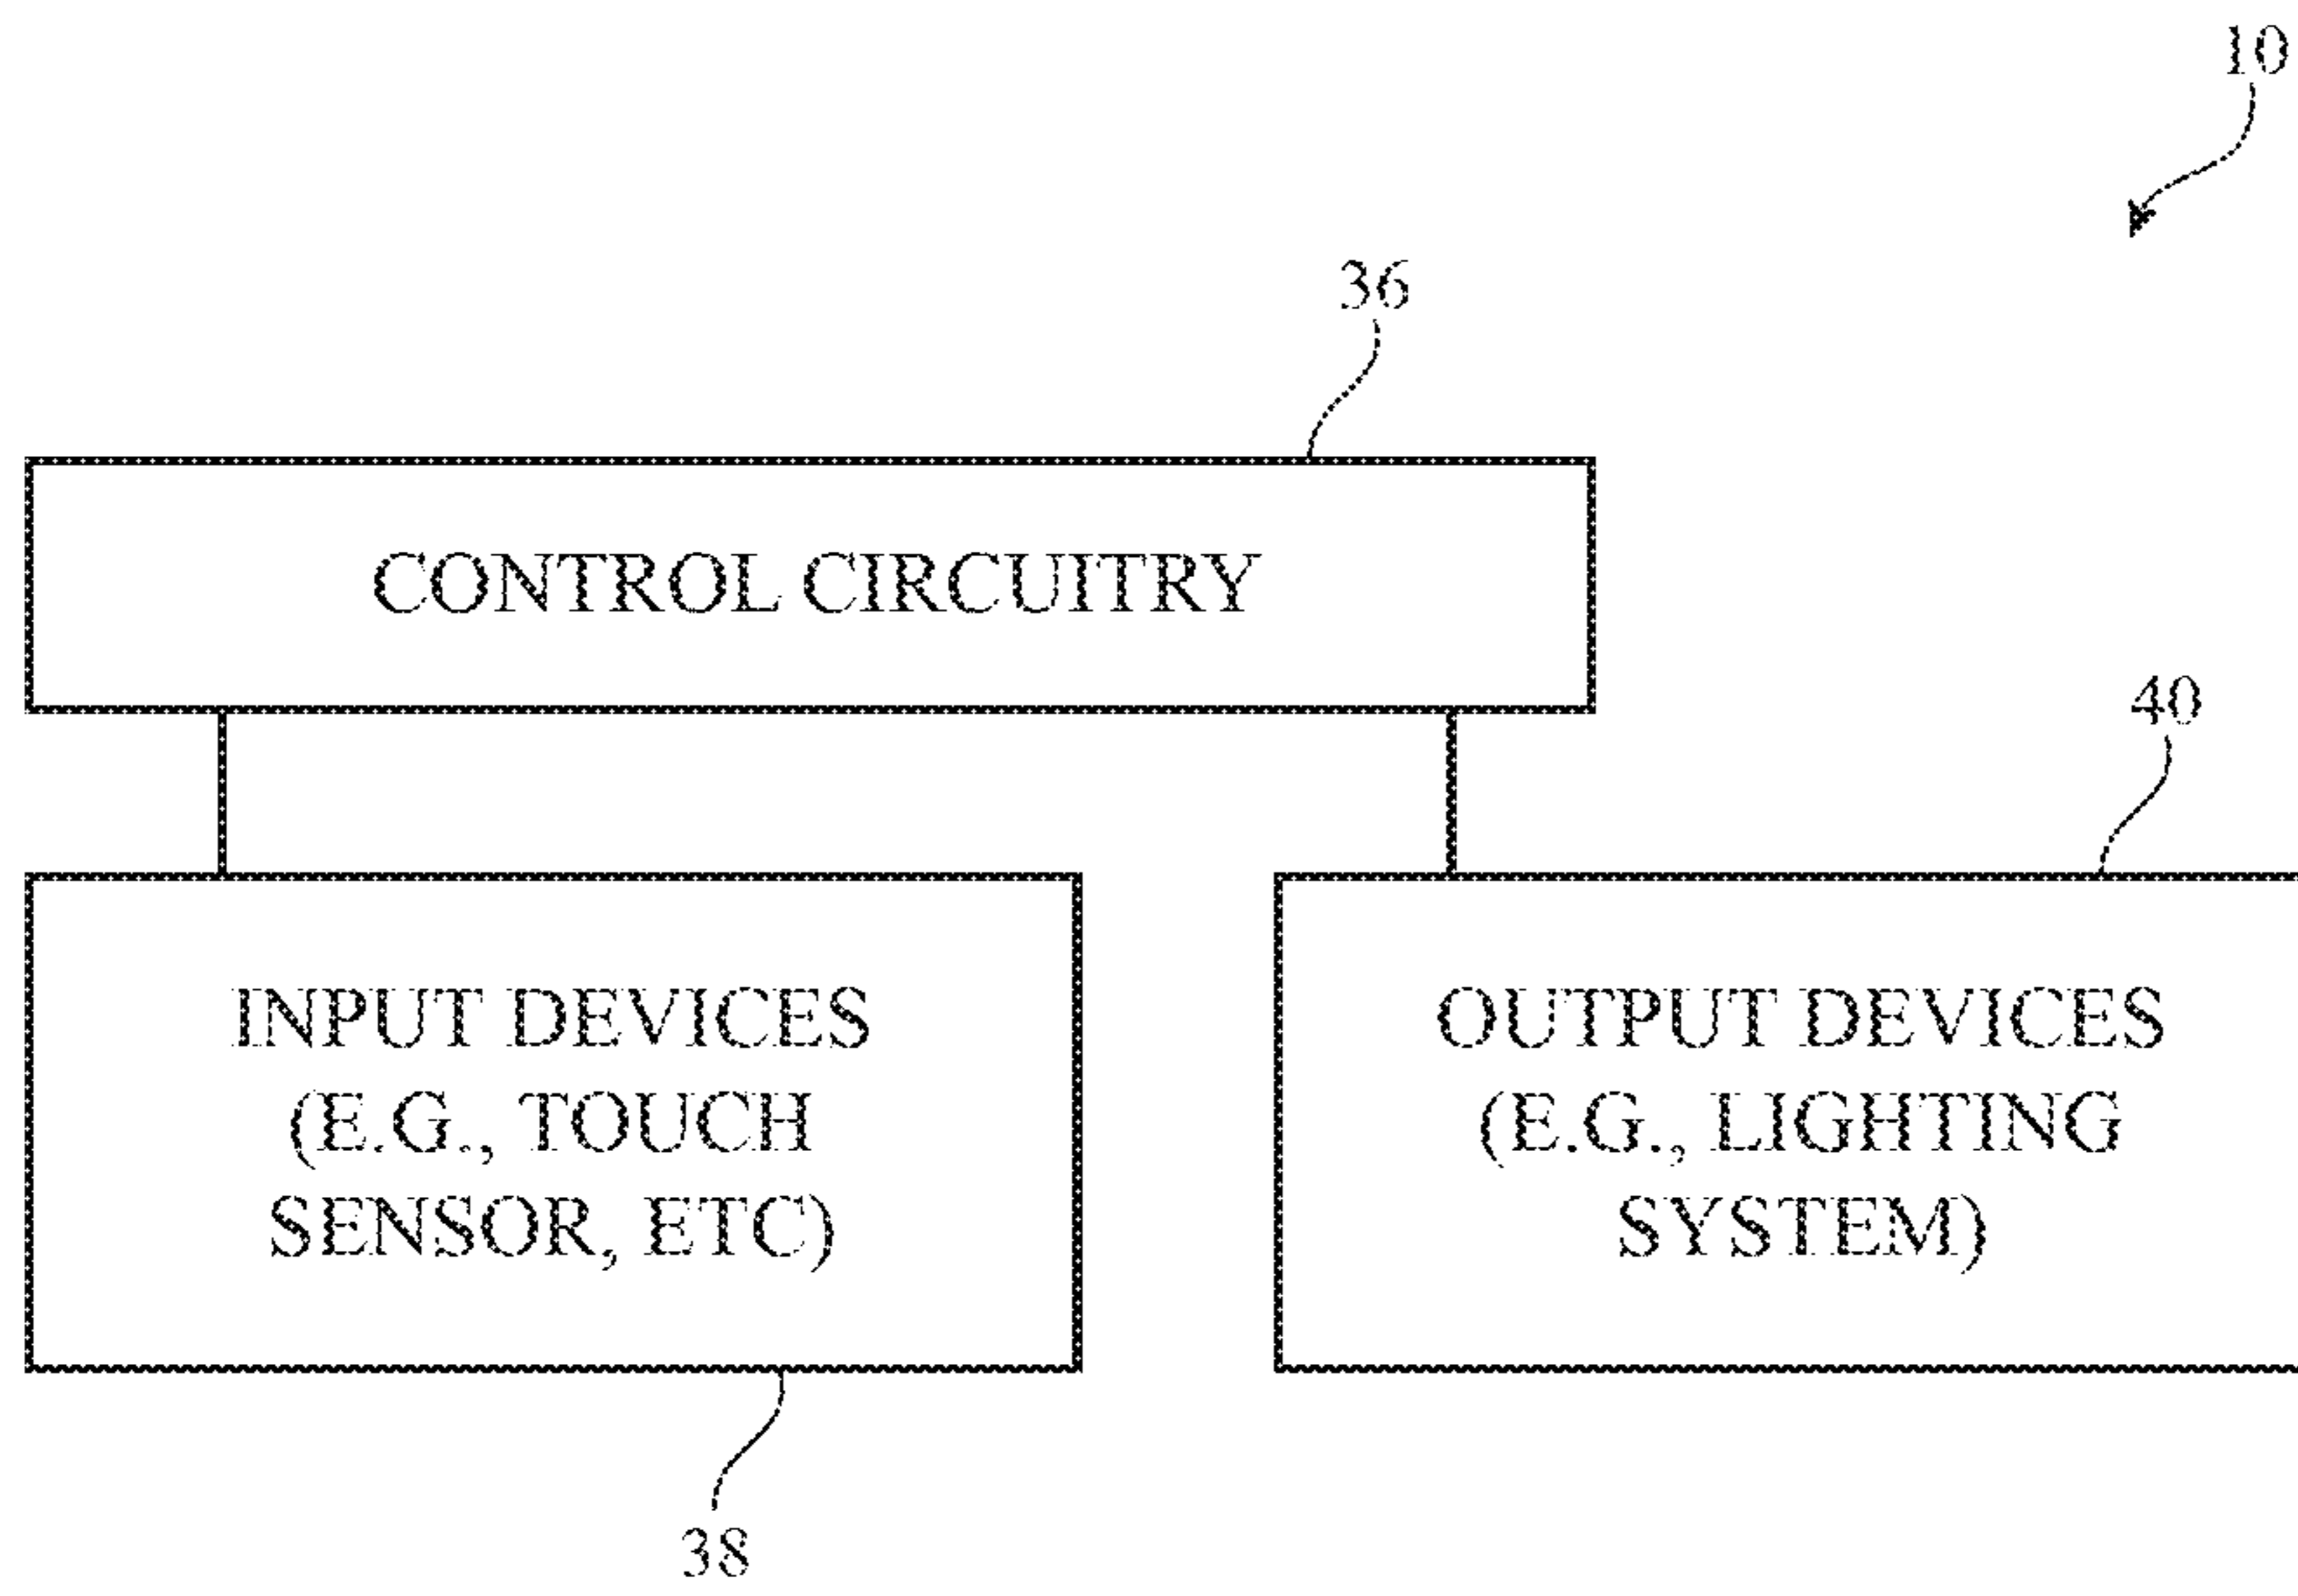 10
36
CONTROL CIRCUITRY
40
INPUT DEVICES
(E.G., TOUCH
SENSOR, ETC)
OUTPUT DEVICES
(E.G., LIGHTING
SYSTEM)
38